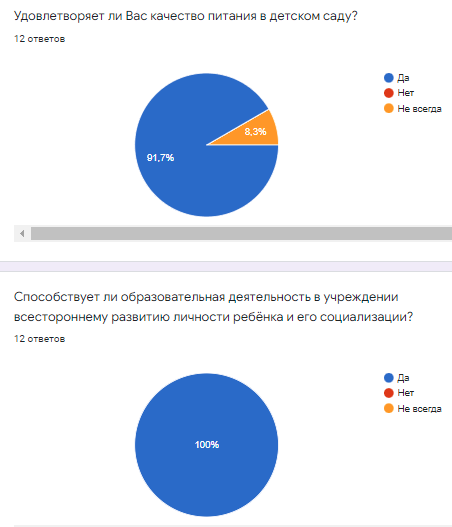 Удовлетворяет ли Вас качество питания в детском саду?
12 ответов
Да
Нет
Не всегда
8,3%
91,7%
Способствует ли образовательная деятельность в учреждении
всестороннему развитию личности ребёнка и его социализации?
12 ответов
Да
Нет
Не всегда
100%